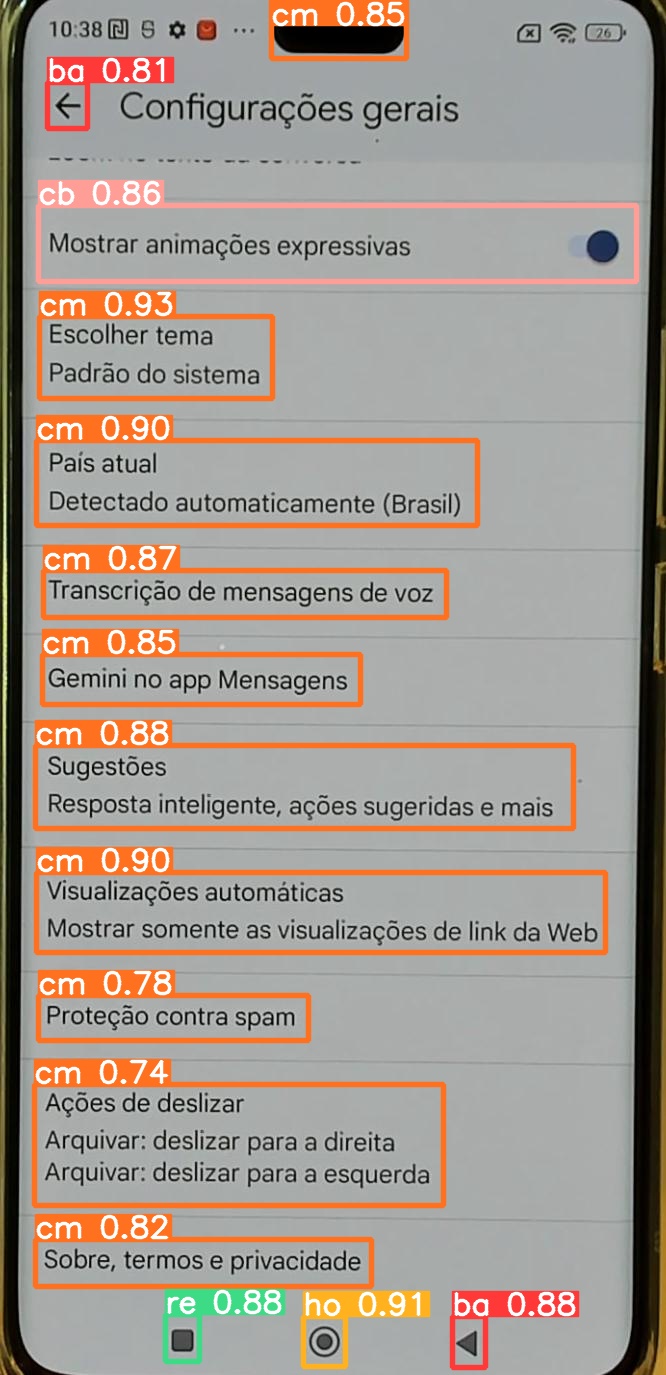 cm 0.85
10:38 ... 26
ba 0.81
Configurações gerais
cb 0.86
Mostrar animações expressivas
cm 0.93
Escolher tema
Padrão do sistema
cm 0.90
País atual
Detectado automaticamente (Brasil)
cm 0.87
Transcrição de mensagens de voz
cm 0.85
Gemini no app Mensagens
cm 0.88
Sugestões
Resposta inteligente, ações sugeridas e mais
cm 0.90
Visualizações automáticas
Mostrar somente as visualizações de link da Web
cm 0.78
Proteção contra spam
cm 0.74
Ações de deslizar
Arquivar: deslizar para a direita
Arquivar: deslizar para a esquerda
cm 0.82
Sobre, termos e privacidade
re 0.88 ho 0.91 ba 0.88